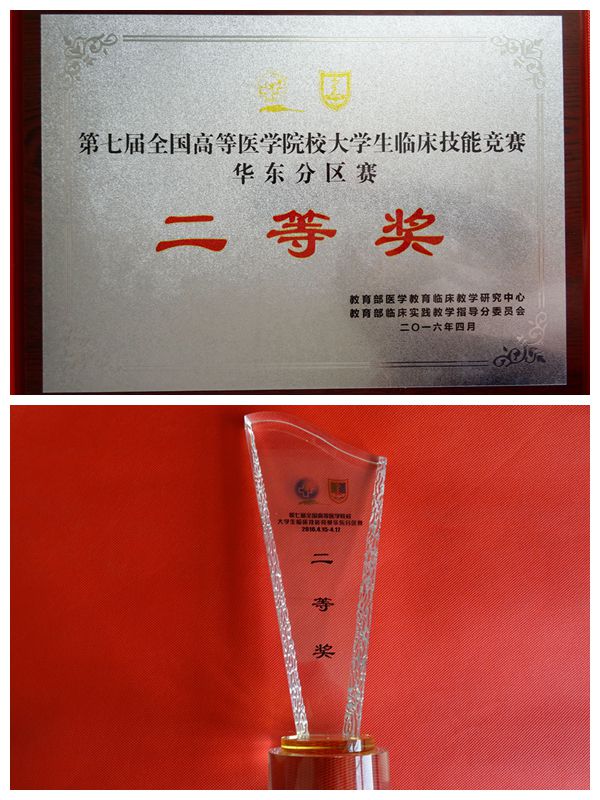 第七届全国高等医学院校大学生临床技能竞赛
华东分区赛
二等奖
教育部医学教育临床教学研究中心
教育部临床实践教学指导分委员会
二〇一六年四月
第七届全国高等医学院校
大学生临床技能竞赛华东分区赛
2016.4.15-4.17
二
等
奖